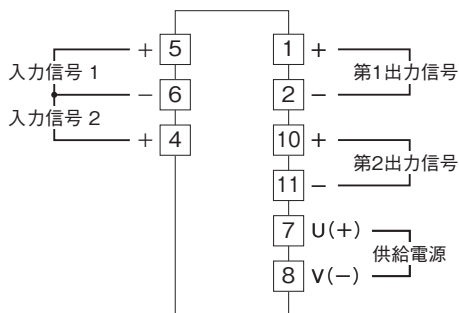 入力信号 1
+ 5
− 6
入力信号 2
+ 4
1 +
第1出力信号
2 −
10 +
第2出力信号
11 −
7 U(+)
供給電源
8 V(−)